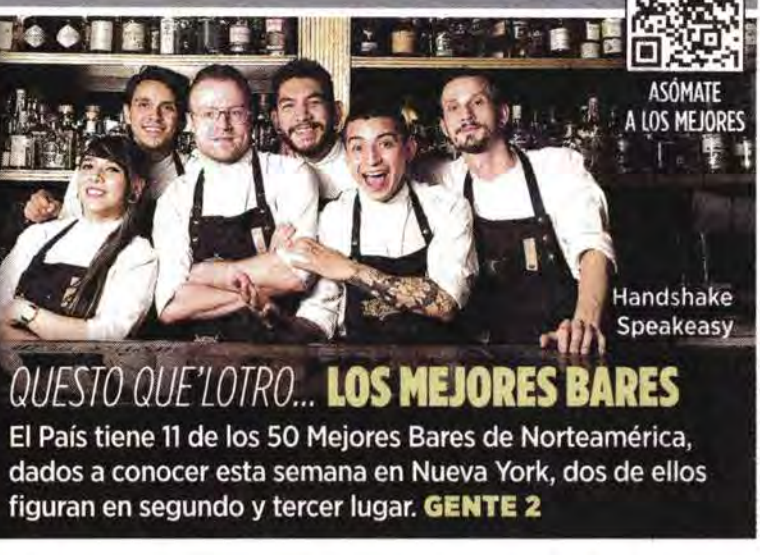 ASÓMATE
A LOS MEJORES
Handshake
Speakeasy
QUESTO QUE'LOTRO... LOS MEJORES BARES
El País tiene 11 de los 50 Mejores Bares de Norteamérica,
dados a conocer esta semana en Nueva York, dos de ellos
figuran en segundo y tercer lugar. GENTE 2